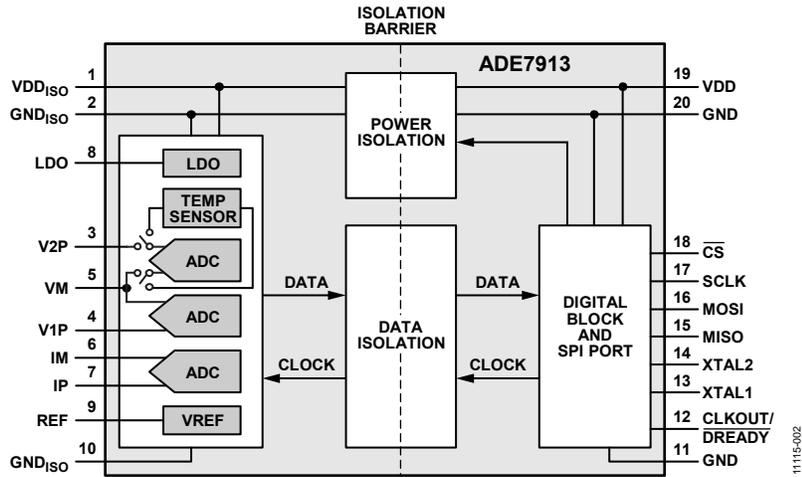 ISOLATION
BARRIER
ADE7913
1
VDDISO
2
GNDISO
8
LDO
3
V2P
5
VM
4
V1P
6
IM
7
IP
9
REF
10
GNDISO
LDO
TEMP
SENSOR
ADC
ADC
ADC
VREF
POWER
ISOLATION
DATA
CLOCK
DATA
ISOLATION
DATA
CLOCK
DIGITAL
BLOCK
AND
SPI PORT
19
VDD
20
GND
18
CS
17
SCLK
16
MOSI
15
MISO
14
XTAL2
13
XTAL1
12
CLKOUT/
DREADY
11
GND
11115-002